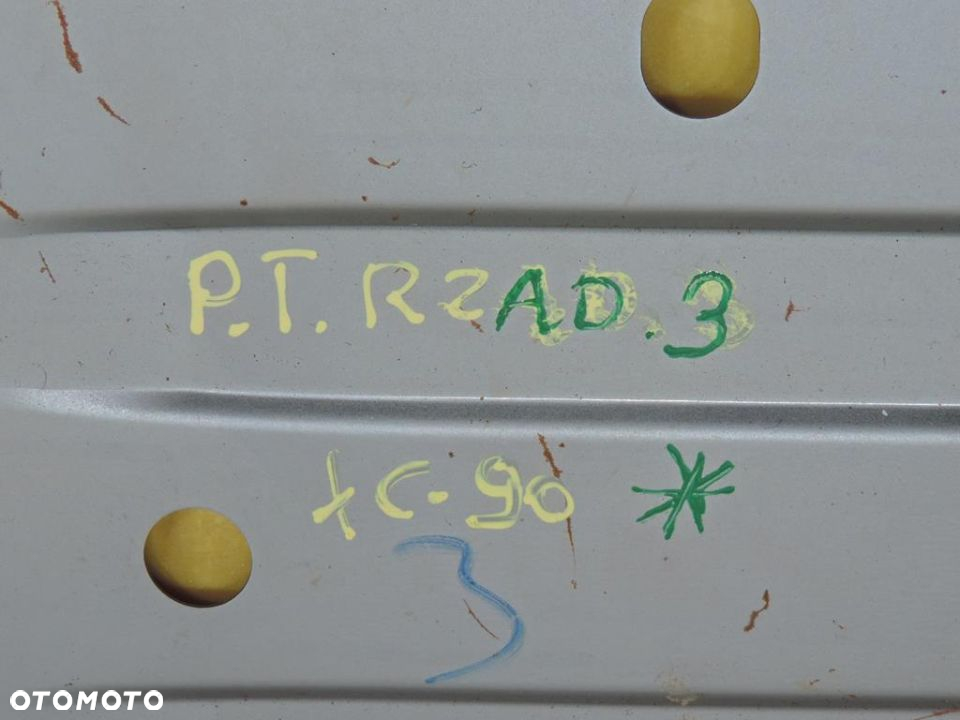 P.T. RZAD.3
XC-90 *
3
OTOMOTO